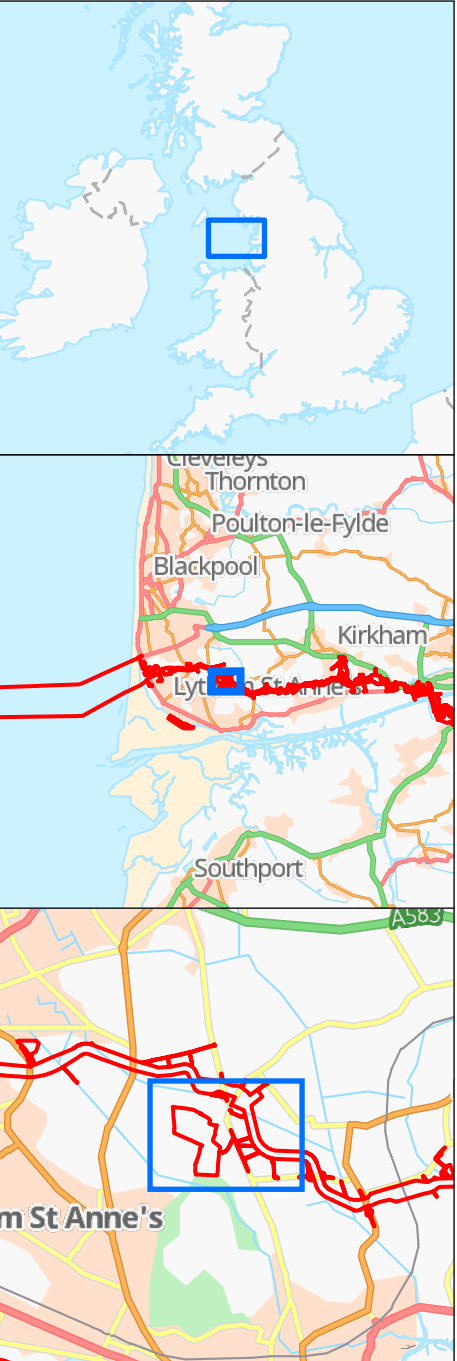 Cleveleys
Thornton
Poulton-le-Fylde
Blackpool
Kirkham
Lytham St Anne's
Southport
A583
m St Anne's